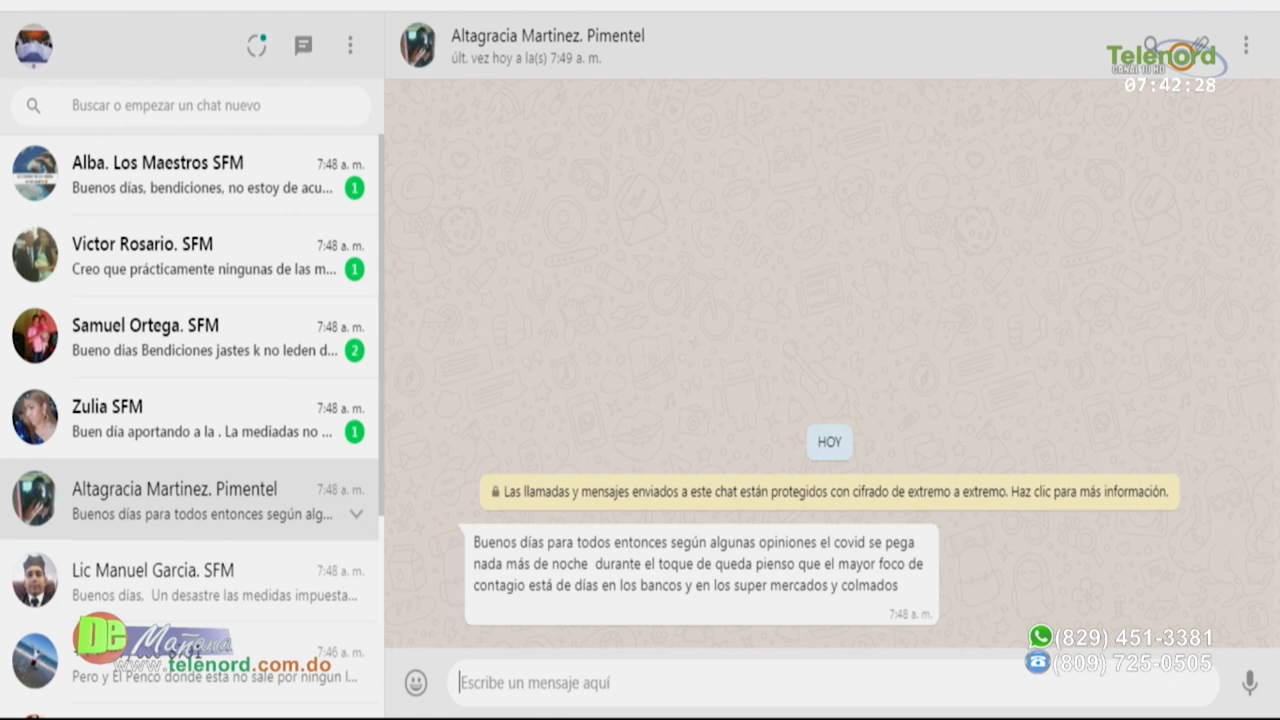 Altagracia Martinez. Pimentel
últ. vez hoy a la(s) 7:49 a. m.
Telenord
CANAL 10 HD
07:42:28
Buscar o empezar un chat nuevo
Alba. Los Maestros SFM
7:48 a. m.
Buenos días, bendiciones, no estoy de acu...
1
Victor Rosario. SFM
7:48 a. m.
Creo que prácticamente ningunas de las m...
1
Samuel Ortega. SFM
7:48 a. m.
Bueno dias Bendiciones jastes k no leden d...
2
Zulia SFM
7:48 a. m.
Buen día aportando a la . La mediadas no ...
1
Altagracia Martinez. Pimentel
7:48 a. m.
Buenos días para todos entonces según alg...
Lic Manuel Garcia. SFM
7:48 a. m.
Buenos días. Un desastre las medidas impuesta...
7:46 a. m.
Pero y El Penco donde esta no sale por ningun l...
De Mañana
www.telenord.com.do
HOY
Las llamadas y mensajes enviados a este chat están protegidos con cifrado de extremo a extremo. Haz clic para más información.
Buenos días para todos entonces según algunas opiniones el covid se pega
nada más de noche durante el toque de queda pienso que el mayor foco de
contagio está de días en los bancos y en los super mercados y colmados
7:48 a. m.
(829) 451-3381
(809) 725-0505
Escribe un mensaje aquí